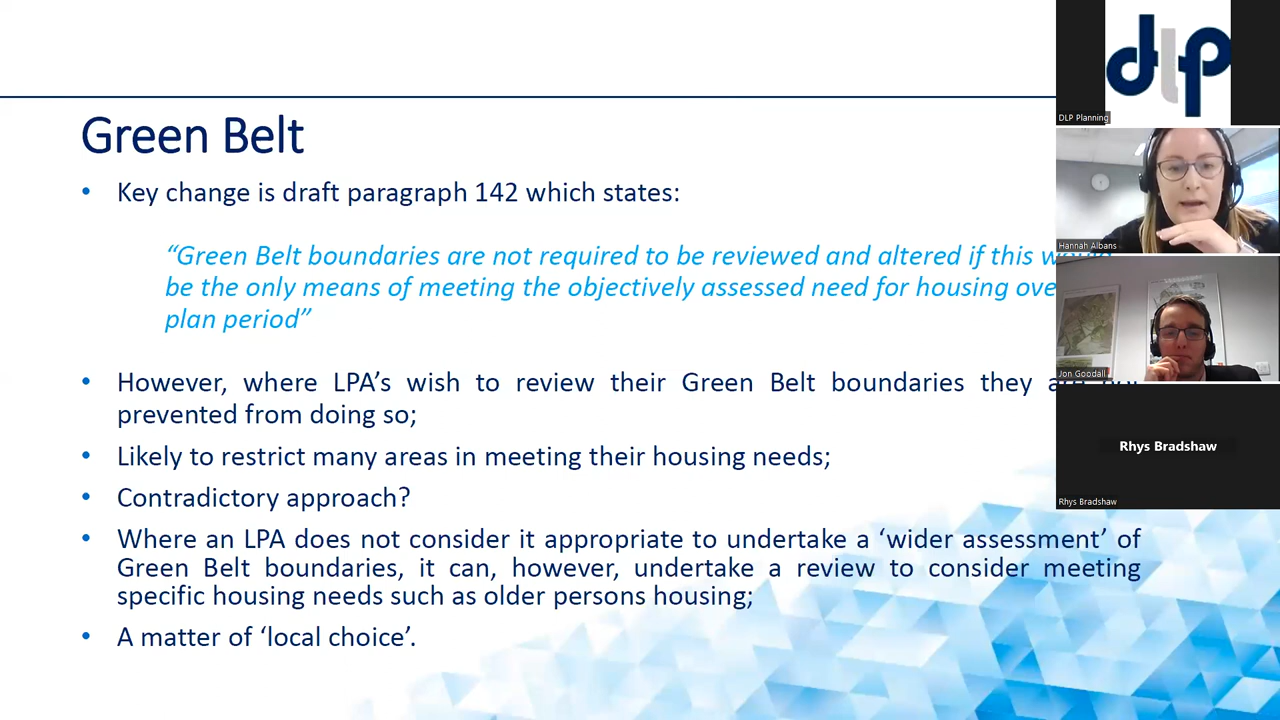 Green Belt
• Key change is draft paragraph 142 which states:
“Green Belt boundaries are not required to be reviewed and altered if this
be the only means of meeting the objectively assessed need for housing
plan period”
• However, where LPA’s wish to review their Green Belt boundaries they
prevented from doing so;
• Likely to restrict many areas in meeting their housing needs;
• Contradictory approach?
• Where an LPA does not consider it appropriate to undertake a ‘wider assessment’ of
Green Belt boundaries, it can, however, undertake a review to consider meeting
specific housing needs such as older persons housing;
• A matter of ‘local choice’.
dlp
DLP Planning
Hannah Albans
Jon Goodall
Rhys Bradshaw
Rhys Bradshaw